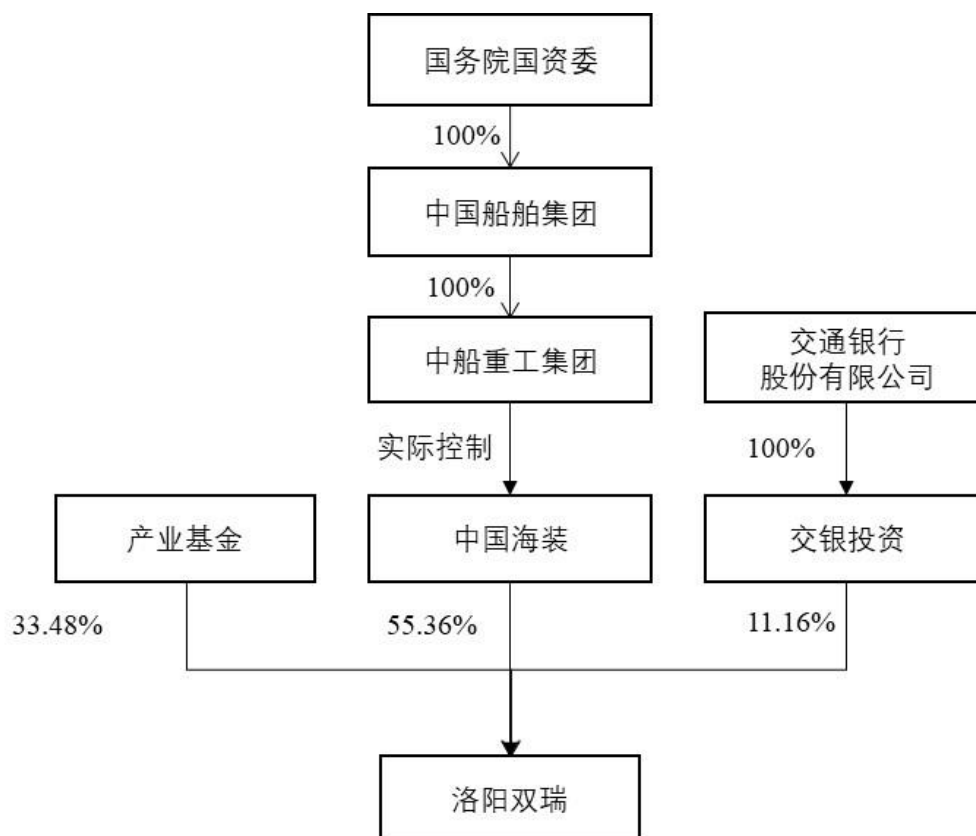 国务院国资委
100%
中国船舶集团
100%
中船重工集团
交通银行
股份有限公司
实际控制
100%
产业基金
中国海装
交银投资
33.48%
55.36%
11.16%
洛阳双瑞